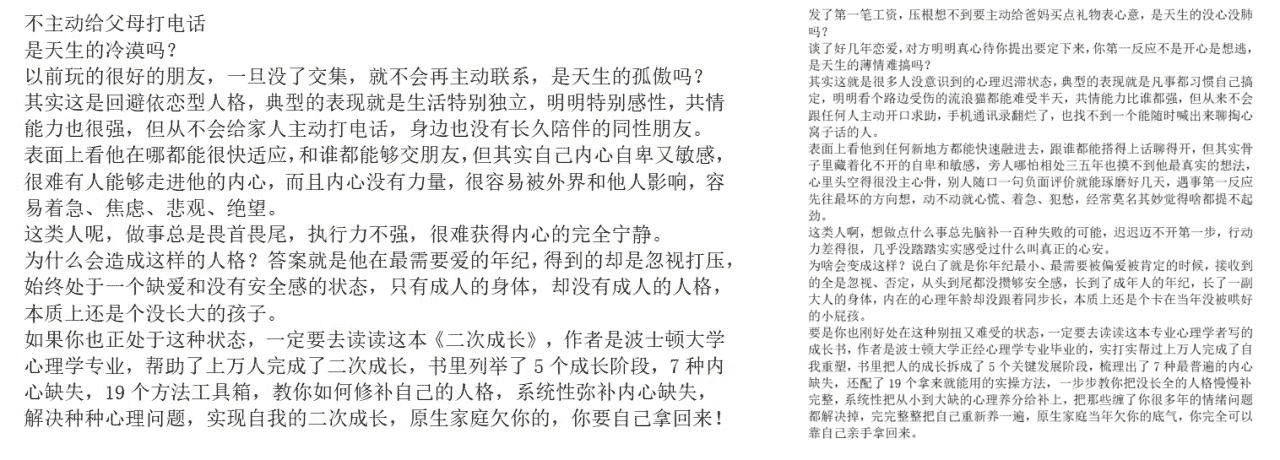 不主动给父母打电话
是天生的冷漠吗？
以前玩的很好的朋友，一旦没了交集，就不会再主动联系，是天生的孤傲吗？
其实这是回避依恋型人格，典型的表现就是生活特别独立，明明特别感性，共情
能力也很强，但从不会给家人主动打电话，身边也没有长久陪伴的同性朋友。
表面上看他在哪都能很快适应，和谁都能够交朋友，但其实自己内心自卑又敏感，
很难有人能够走进他的内心，而且内心没有力量，很容易被外界和他人影响，容
易着急、焦虑、悲观、绝望。
这类人呢，做事总是畏首畏尾，执行力不强，很难获得内心的完全宁静。
为什么会造成这样的人格？答案就是他在最需要爱的年纪，得到的却是忽视打压，
始终处于一个缺爱和没有安全感的状态，只有成人的身体，却没有成人的人格，
本质上还是个没长大的孩子。
如果你也正处于这种状态，一定要去读读这本《二次成长》，作者是波士顿大学
心理学专业，帮助了上万人完成了二次成长，书里列举了 5 个成长阶段，7 种内
心缺失，19 个方法工具箱，教你如何修补自己的人格，系统性弥补内心缺失，
解决种种心理问题，实现自我的二次成长，原生家庭欠你的，你要自己拿回来！
发了第一笔工资，压根想不到要主动给爸妈买点礼物表心意，是天生的没心没肺
吗？
谈了好几年恋爱，对方明明真心待你提出要定下来，你第一反应不是开心是想逃，
是天生的薄情难搞吗？
其实这就是很多人没意识到的心理迟滞状态，典型的表现就是凡事都习惯自己搞
定，明明看个路边受伤的流浪猫都能难受半天，共情能力比谁都强，但从来不会
跟任何人主动开口求助，手机通讯录翻烂了，也找不到一个能随时喊出来聊掏心
窝子话的人。
表面上看他到任何新地方都能快速融进去，跟谁都能搭得上话聊得开，但其实骨
子里藏着化不开的自卑和敏感，旁人哪怕相处三五年也摸不到他最真实的想法，
心里头空得很没主心骨，别人随口一句负面评价就能琢磨好几天，遇事第一反应
先往最坏的方向想，动不动就心慌、着急、犯愁，经常莫名其妙觉得啥都提不起
劲。
这类人啊，想做点什么事总先脑补一百种失败的可能，迟迟迈不开第一步，行动
力差得很，几乎没踏踏实实感受过什么叫真正的心安。
为啥会变成这样？说白了就是你年纪最小、最需要被偏爱被肯定的时候，接收到
的全是忽视、否定，从头到尾都没攒够安全感，长到了成年人的年纪，长了一副
大人的身体，内在的心理年龄却没跟着同步长，本质上还是个卡在当年没被哄好
的小屁孩。
要是你也刚好处在这种别扭又难受的状态，一定要去读读这本专业心理学者写的
成长书，作者是波士顿大学正经心理学专业毕业的，实打实帮过上万人完成了自
我重塑，书里把人的成长拆成了 5 个关键发展阶段，梳理出了 7 种最普遍的内心
缺失，还配了 19 个拿来就能用的实操方法，一步步教你把没长全的人格慢慢补
完整，系统性把从小到大缺的心理养分给补上，把那些缠了你很多年的情绪问题
都解决掉，完完整整把自己重新养一遍，原生家庭当年欠你的底气，你完全可以
靠自己亲手拿回来。